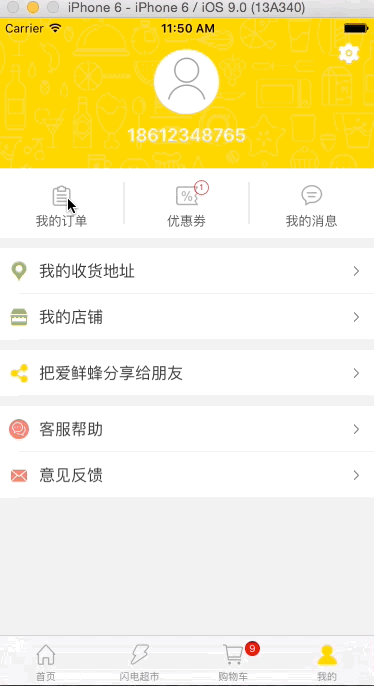 iPhone 6 - iPhone 6 / iOS 9.0 (13A340)
Carrier 11:50 AM
18612348765
1
我的订单 优惠券 我的消息
我的收货地址
我的店铺
把爱鲜蜂分享给朋友
客服帮助
意见反馈
9
首页 闪电超市 购物车 我的